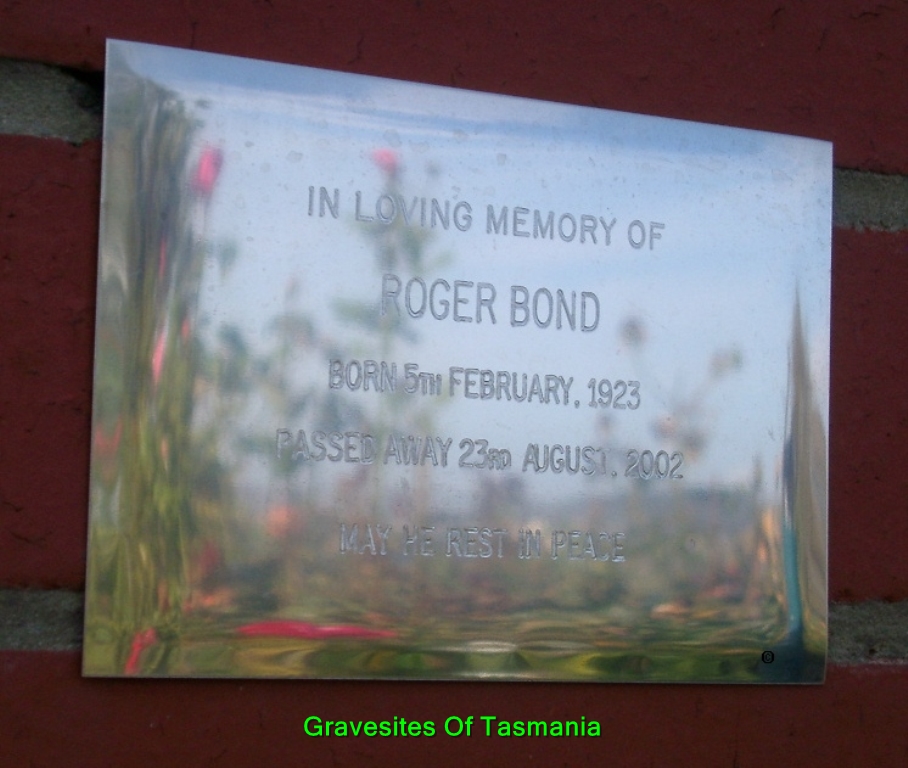 IN LOVING MEMORY OF
ROGER BOND
BORN 5TH FEBRUARY, 1923
PASSED AWAY 23RD AUGUST, 2002
MAY HE REST IN PEACE
©
Gravesites Of Tasmania